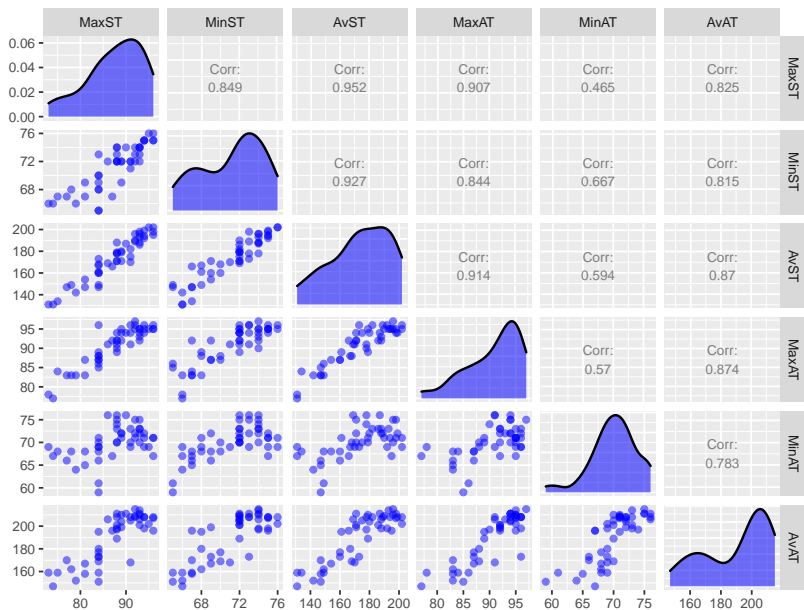 MaxST MinST AvST MaxAT MinAT AvAT
0.06
0.04
0.02
0.00
Corr:
0.849
Corr:
0.952
Corr:
0.907
Corr:
0.465
Corr:
0.825
MaxST
76
72
68
Corr:
0.927
Corr:
0.844
Corr:
0.667
Corr:
0.815
MinST
200
180
160
140
Corr:
0.914
Corr:
0.594
Corr:
0.87
AvST
95
90
85
80
Corr:
0.57
Corr:
0.874
MaxAT
75
70
65
60
Corr:
0.783
MinAT
200
180
160
AvAT
80 90 68 72 76 140 160 180 200 80 85 90 95 60 65 70 75 160 180 200